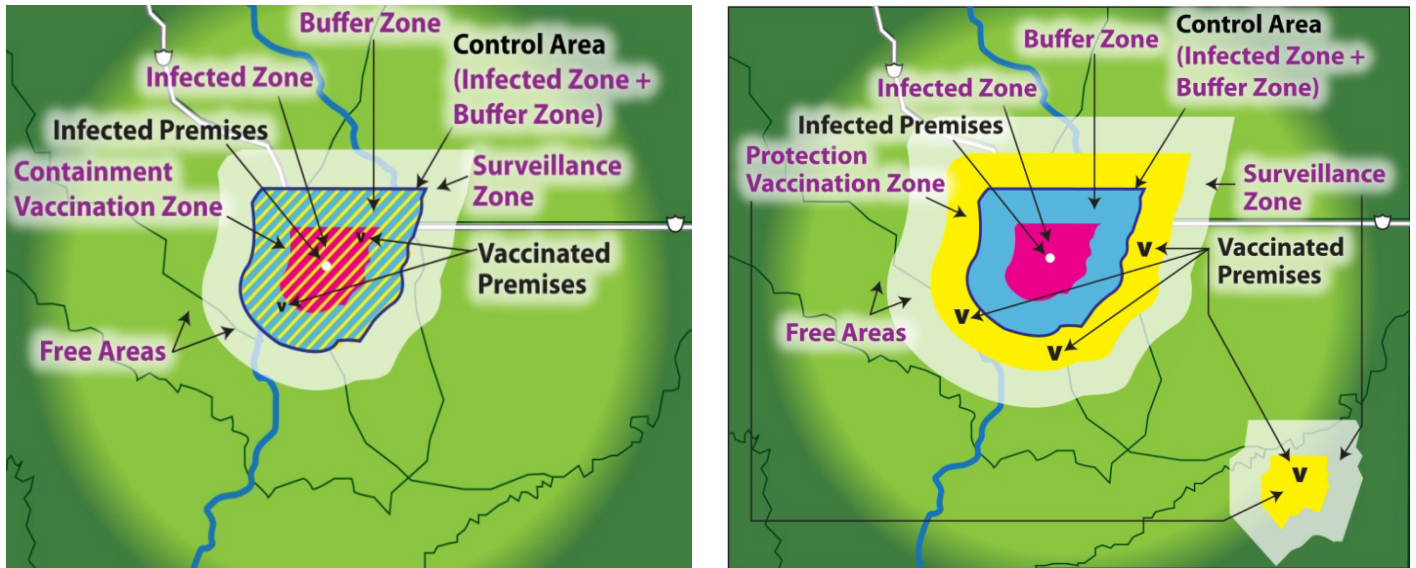 Buffer Zone
Control Area
(Infected Zone +
Buffer Zone)
Infected Zone
Infected Premises
Containment
Vaccination Zone
Surveillance
Zone
v
Vaccinated
Premises
v
Free Areas
Buffer Zone
Control Area
(Infected Zone +
Buffer Zone)
Infected Zone
Infected Premises
Protection
Vaccination Zone
Surveillance
Zone
v
Vaccinated
Premises
v
v
Free Areas
v